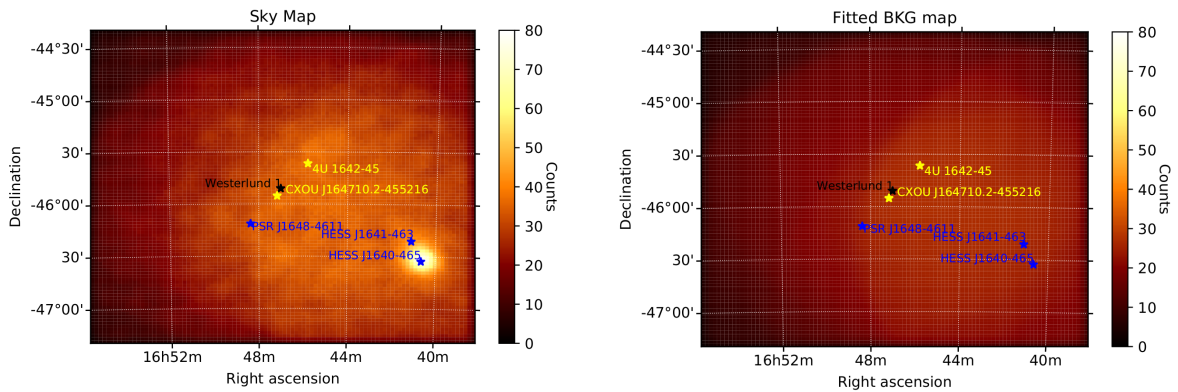 Sky Map
-44°30'
-45°00'
30'
-46°00'
30'
-47°00'
Declination
4U 1642-45
Westerlund 1
CXOU J164710.2-455216
PSR J1648-4611
HESS J1641-463
HESS J1640-465
16h52m
48m
44m
40m
Right ascension
80
70
60
50
40
30
20
10
0
Counts
Fitted BKG map
-44°30'
-45°00'
30'
-46°00'
30'
-47°00'
Declination
4U 1642-45
Westerlund 1
CXOU J164710.2-455216
PSR J1648-4611
HESS J1641-463
HESS J1640-465
16h52m
48m
44m
40m
Right ascension
80
70
60
50
40
30
20
10
0
Counts